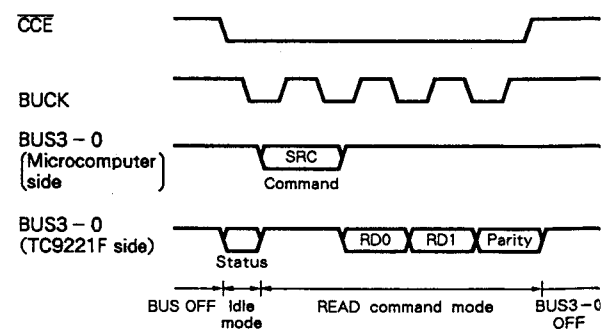 CCE
BUCK
BUS3 – 0
(Microcomputer
side)
SRC
Command
BUS3 – 0
(TC9221F side)
RD0 RD1 Parity
Status
BUS OFF Idle
mode
READ command mode
BUS3–0
OFF